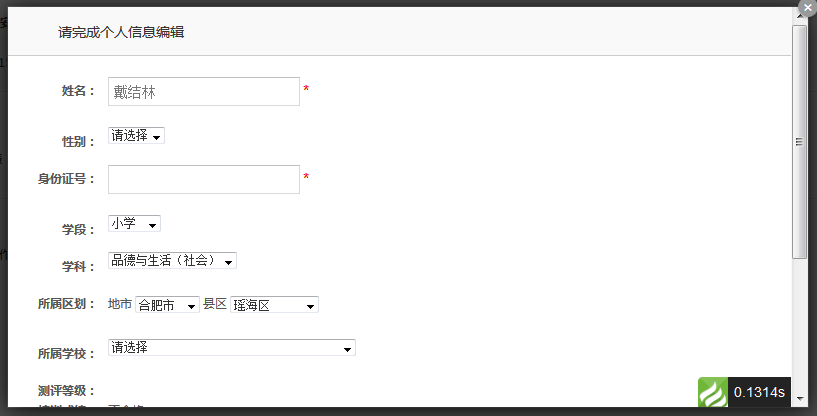 请完成个人信息编辑
姓名： 戴结林 *
性别： 请选择
身份证号： *
学段： 小学
学科： 品德与生活（社会）
所属区划： 地市 合肥市 县区 瑶海区
所属学校： 请选择
测评等级：
0.1314s